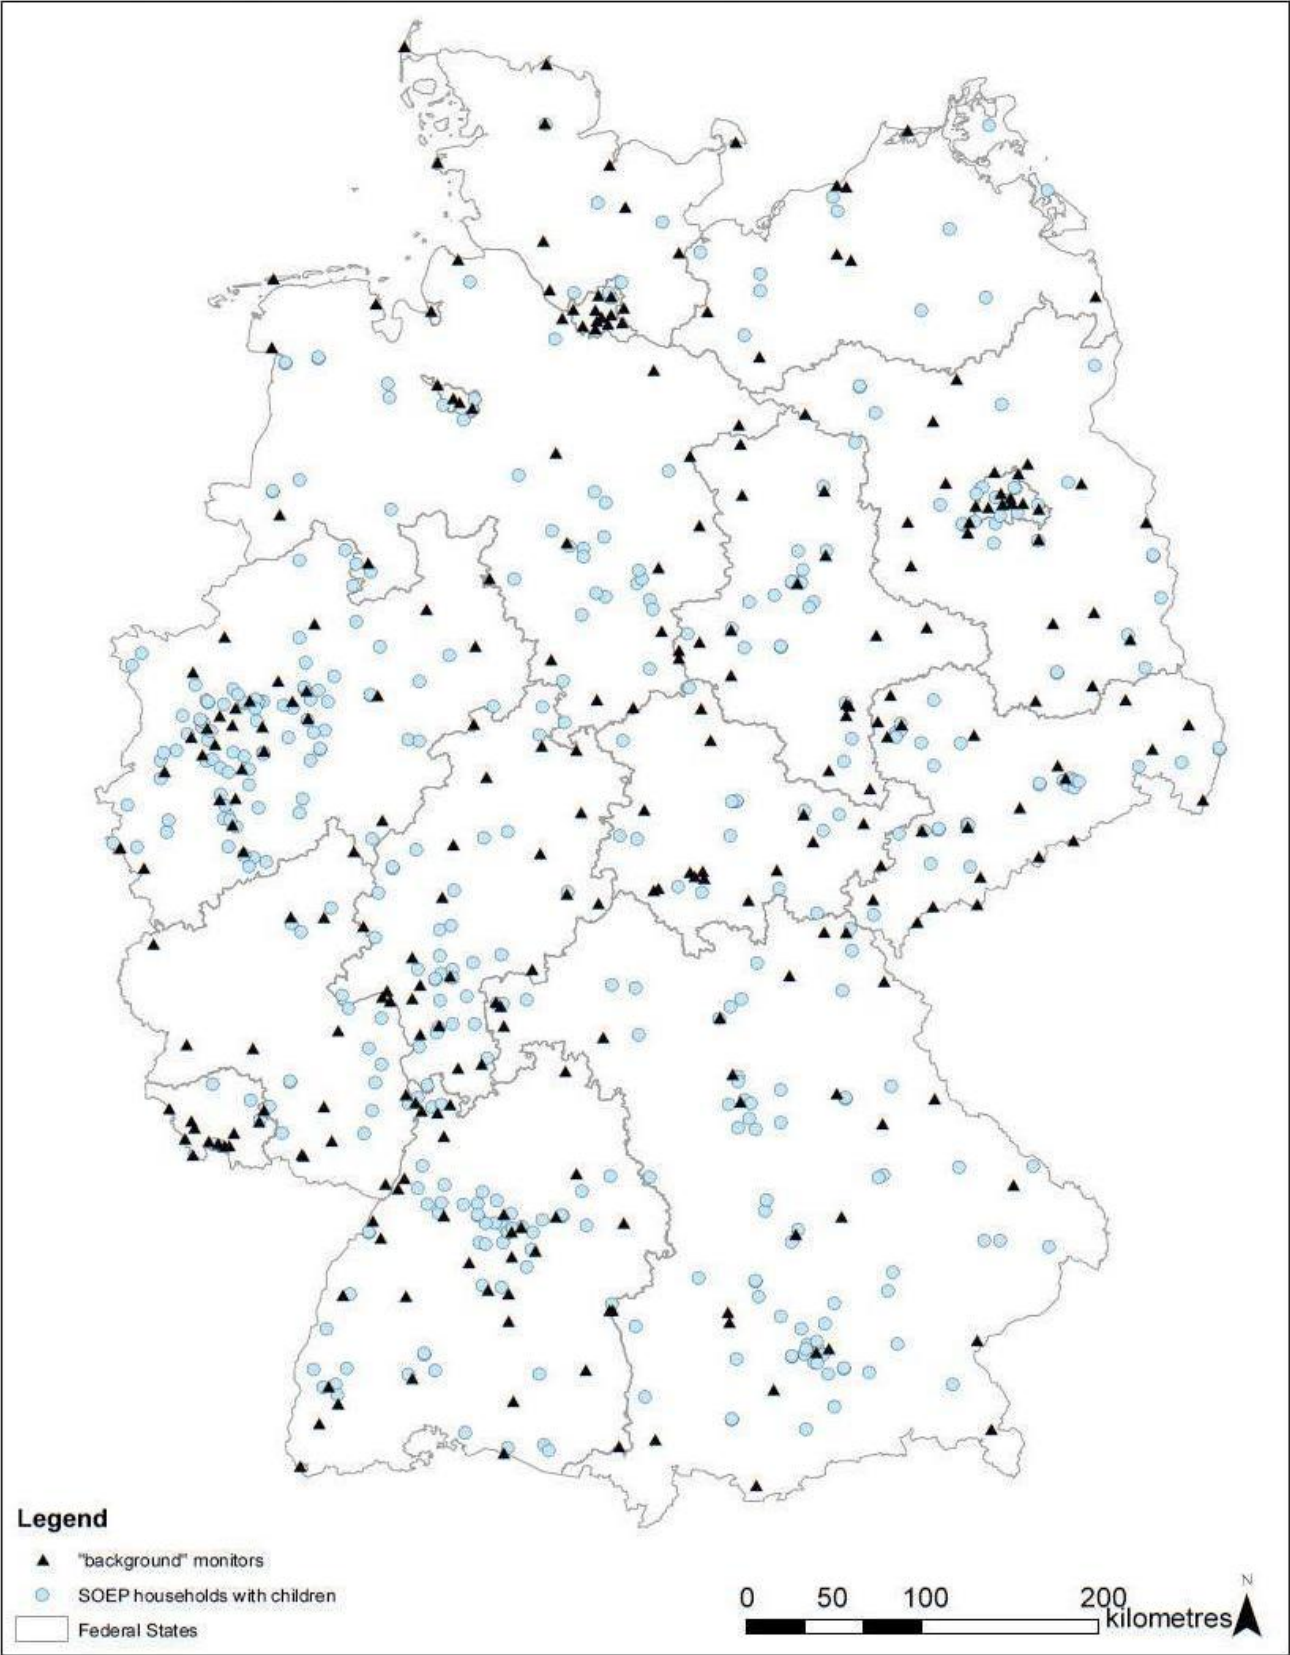 Legend
"background" monitors
SOEP households with children
Federal States
0 50 100 200
kilometres
N